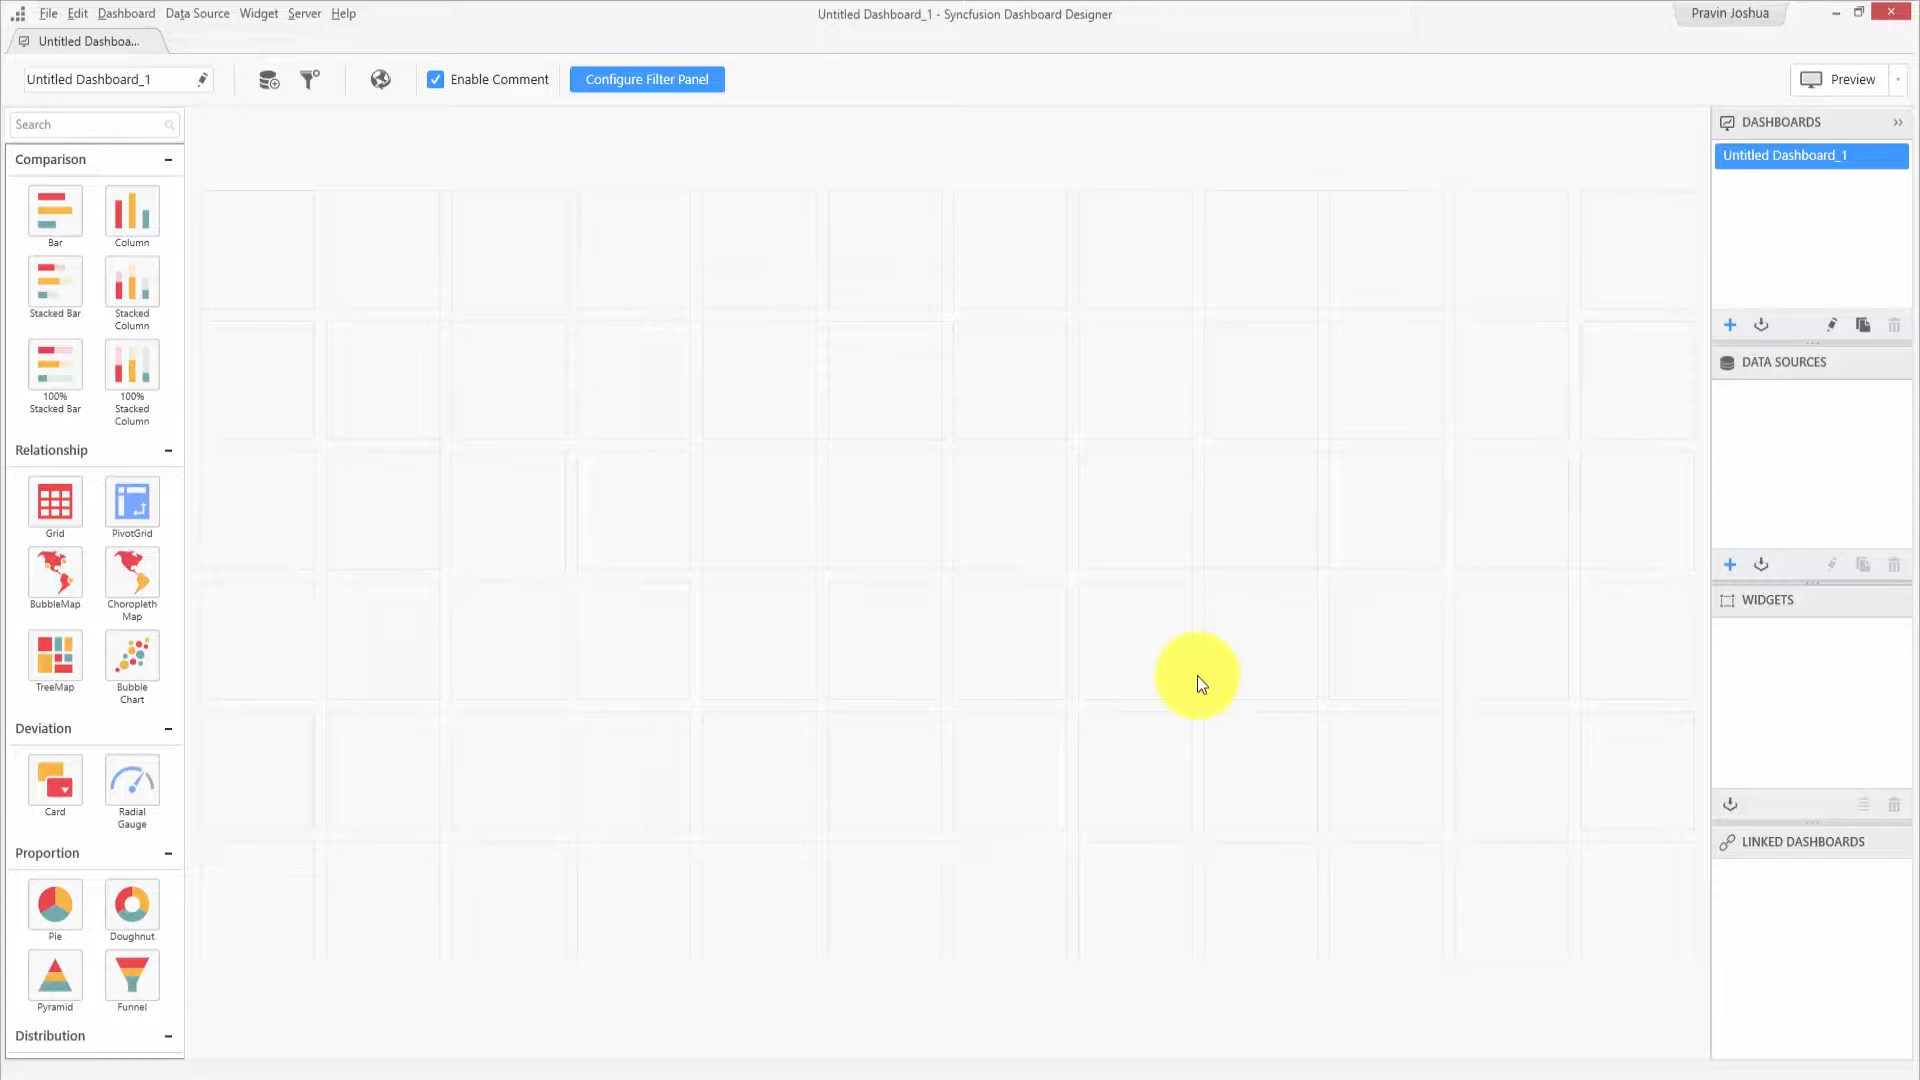 File Edit Dashboard Data Source Widget Server Help
Untitled Dashboard_1 - Syncfusion Dashboard Designer
Pravin Joshua
Untitled Dashboa...
Untitled Dashboard_1
Enable Comment
Configure Filter Panel
Preview
Search
Comparison
Bar
Column
Stacked Bar
Stacked
Column
100%
Stacked Bar
100%
Stacked
Column
Relationship
Grid
PivotGrid
BubbleMap
Choropleth
Map
TreeMap
Bubble
Chart
Deviation
Card
Radial
Gauge
Proportion
Pie
Doughnut
Pyramid
Funnel
Distribution
DASHBOARDS
Untitled Dashboard_1
DATA SOURCES
WIDGETS
LINKED DASHBOARDS